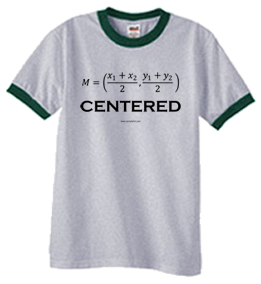 M = (x₁ + x₂ / 2, y₁ + y₂ / 2)
CENTERED